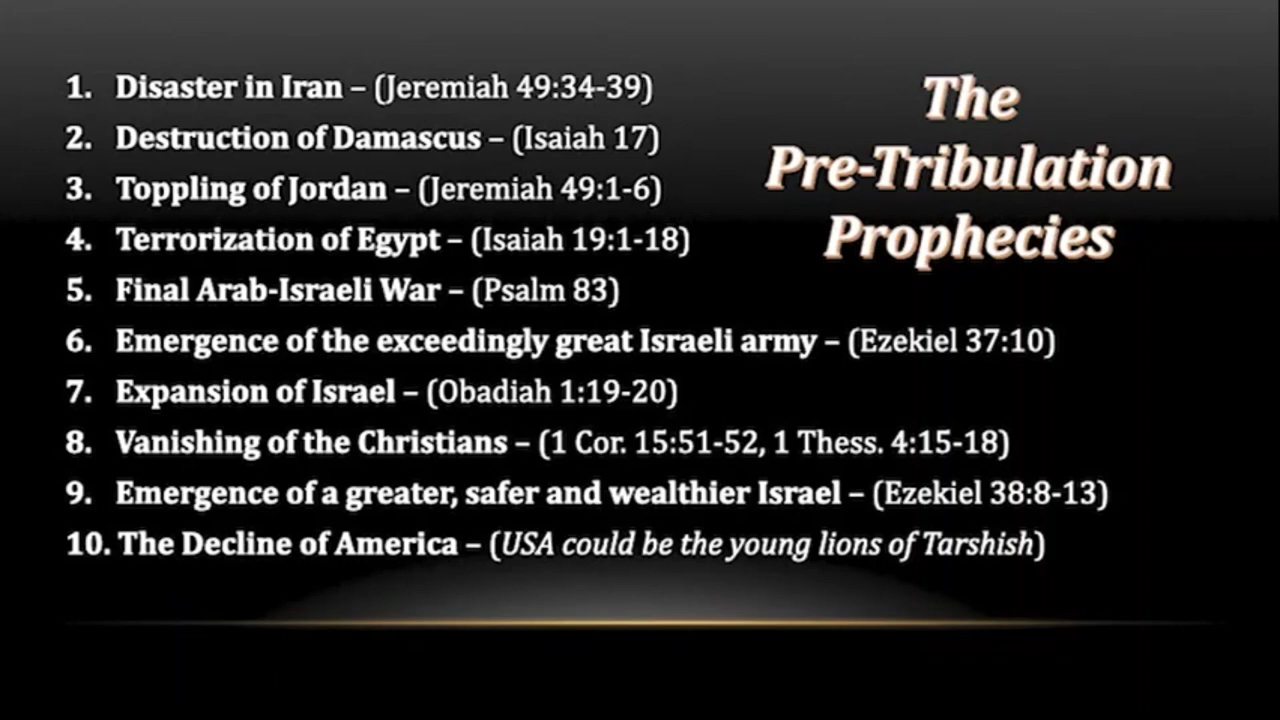 The
Pre-Tribulation
Prophecies
1. Disaster in Iran – (Jeremiah 49:34-39)
2. Destruction of Damascus – (Isaiah 17)
3. Toppling of Jordan – (Jeremiah 49:1-6)
4. Terrorization of Egypt – (Isaiah 19:1-18)
5. Final Arab-Israeli War – (Psalm 83)
6. Emergence of the exceedingly great Israeli army – (Ezekiel 37:10)
7. Expansion of Israel – (Obadiah 1:19-20)
8. Vanishing of the Christians – (1 Cor. 15:51-52, 1 Thess. 4:15-18)
9. Emergence of a greater, safer and wealthier Israel – (Ezekiel 38:8-13)
10. The Decline of America – (USA could be the young lions of Tarshish)